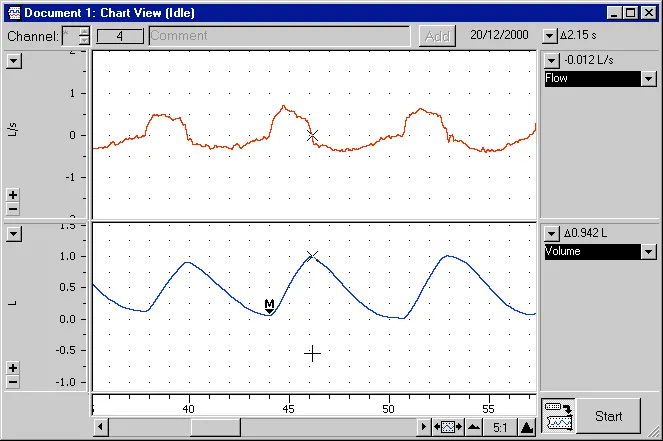 Document 1: Chart View (Idle)
Channel: * 4 Comment Add 20/12/2000 Δ2.15 s
-0.012 L/s
Flow
2
1
L/s
0
-1
-2
Δ0.942 L
Volume
1.5
1.0
0.5
L
0.0
-0.5
-1.0
M
40 45 50 55
5:1
Start